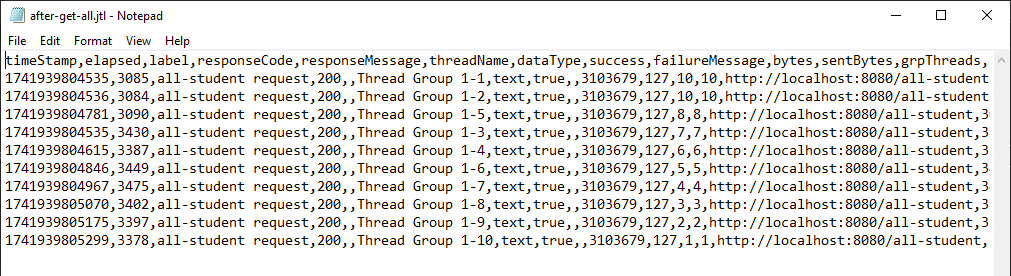 after-get-all.jtl - Notepad
File Edit Format View Help
timeStamp,elapsed,label,responseCode,responseMessage,threadName,dataType,success,failureMessage,bytes,sentBytes,grpThreads,
1741939804535,3085,all-student request,200,,Thread Group 1-1,text,true,,3103679,127,10,10,http://localhost:8080/all-student
1741939804536,3084,all-student request,200,,Thread Group 1-2,text,true,,3103679,127,10,10,http://localhost:8080/all-student
1741939804781,3090,all-student request,200,,Thread Group 1-5,text,true,,3103679,127,8,8,http://localhost:8080/all-student,3
1741939804535,3430,all-student request,200,,Thread Group 1-3,text,true,,3103679,127,7,7,http://localhost:8080/all-student,3
1741939804615,3387,all-student request,200,,Thread Group 1-4,text,true,,3103679,127,6,6,http://localhost:8080/all-student,3
1741939804846,3449,all-student request,200,,Thread Group 1-6,text,true,,3103679,127,5,5,http://localhost:8080/all-student,3
1741939804967,3475,all-student request,200,,Thread Group 1-7,text,true,,3103679,127,4,4,http://localhost:8080/all-student,3
1741939805070,3402,all-student request,200,,Thread Group 1-8,text,true,,3103679,127,3,3,http://localhost:8080/all-student,3
1741939805175,3397,all-student request,200,,Thread Group 1-9,text,true,,3103679,127,2,2,http://localhost:8080/all-student,3
1741939805299,3378,all-student request,200,,Thread Group 1-10,text,true,,3103679,127,1,1,http://localhost:8080/all-student,